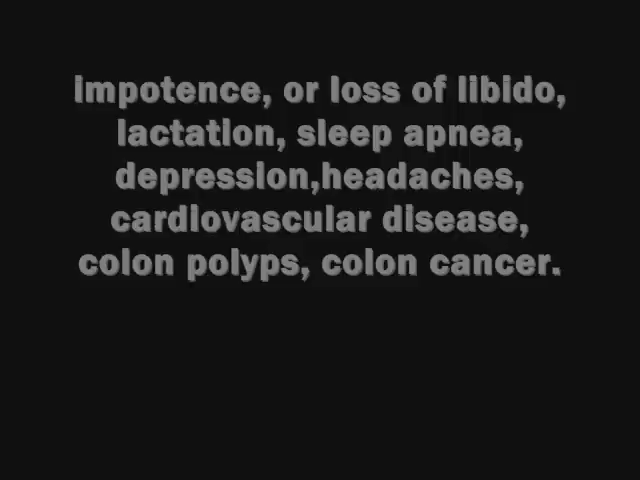 impotence, or loss of libido,
lactation, sleep apnea,
depression,headaches,
cardiovascular disease,
colon polyps, colon cancer.